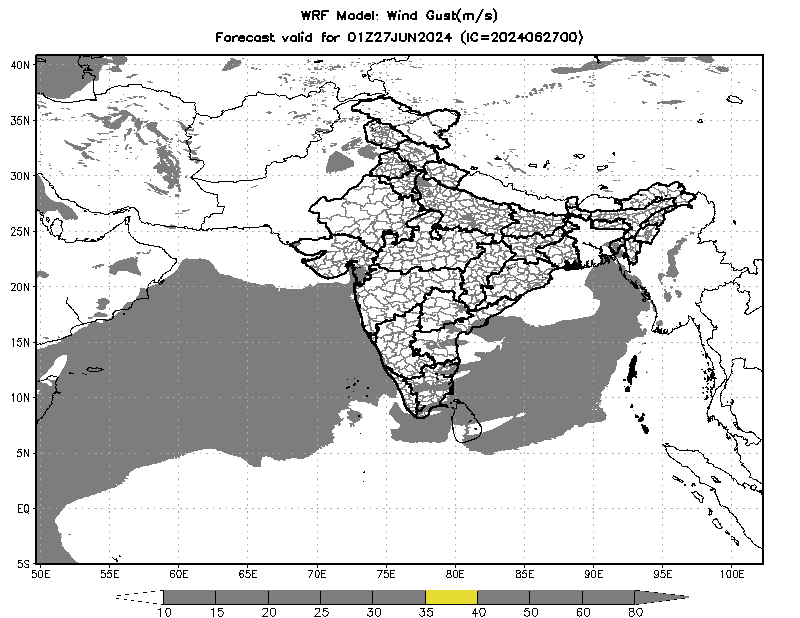 WRF Model: Wind Gust(m/s)
Forecast valid for 01Z27JUN2024 (IC=2024062700)
40N
35N
30N
25N
20N
15N
10N
5N
EQ
5S
50E 55E 60E 65E 70E 75E 80E 85E 90E 95E 100E
10 15 20 25 30 35 40 50 60 80